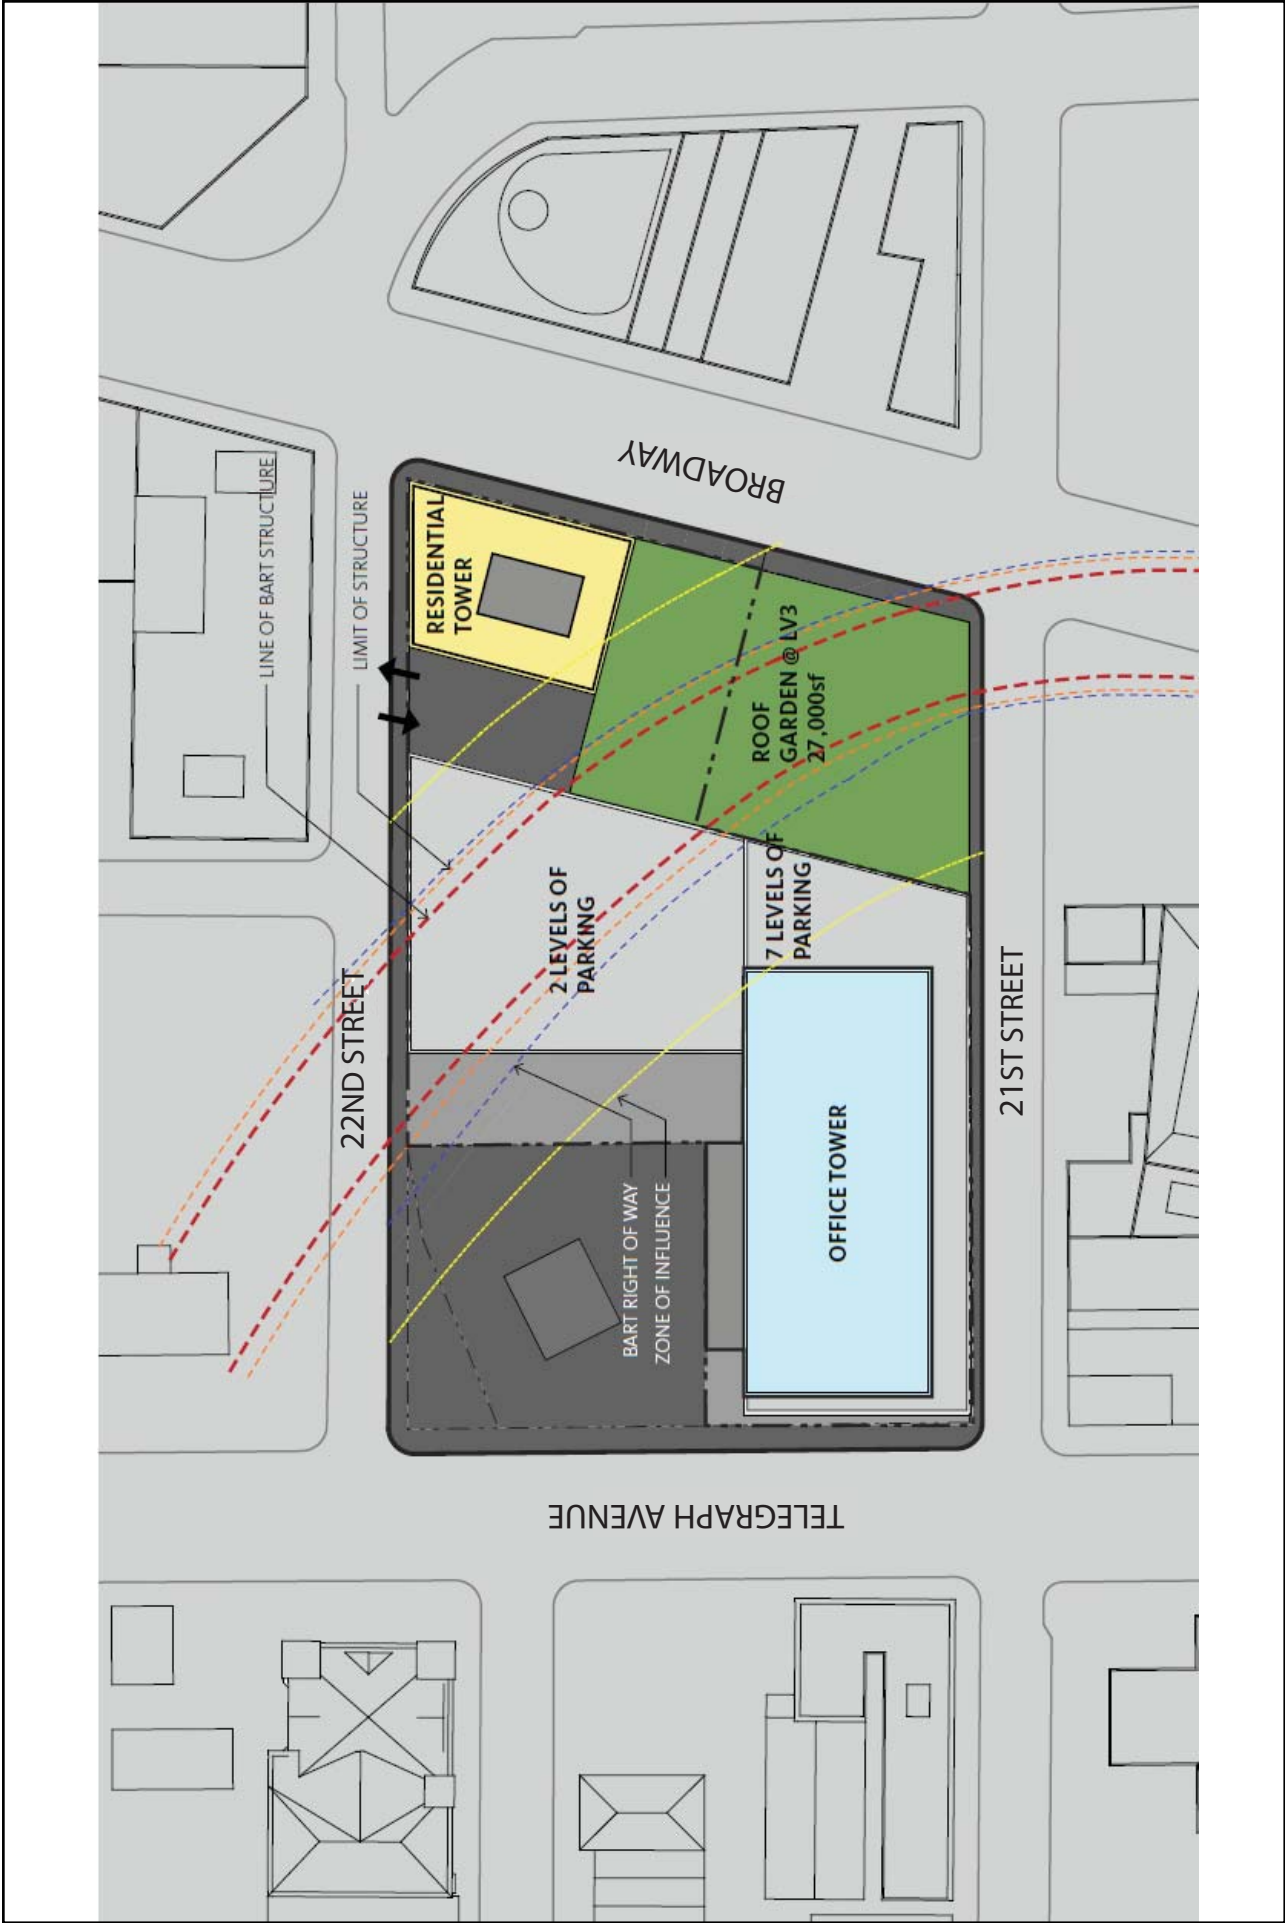 LINE OF BART STRUCTURE
LIMIT OF STRUCTURE
22ND STREET
RESIDENTIAL
TOWER
BROADWAY
ROOF
GARDEN @ LV3
27,000sf
2 LEVELS OF
PARKING
7 LEVELS OF
PARKING
BART RIGHT OF WAY
ZONE OF INFLUENCE
OFFICE TOWER
21ST STREET
TELEGRAPH AVENUE